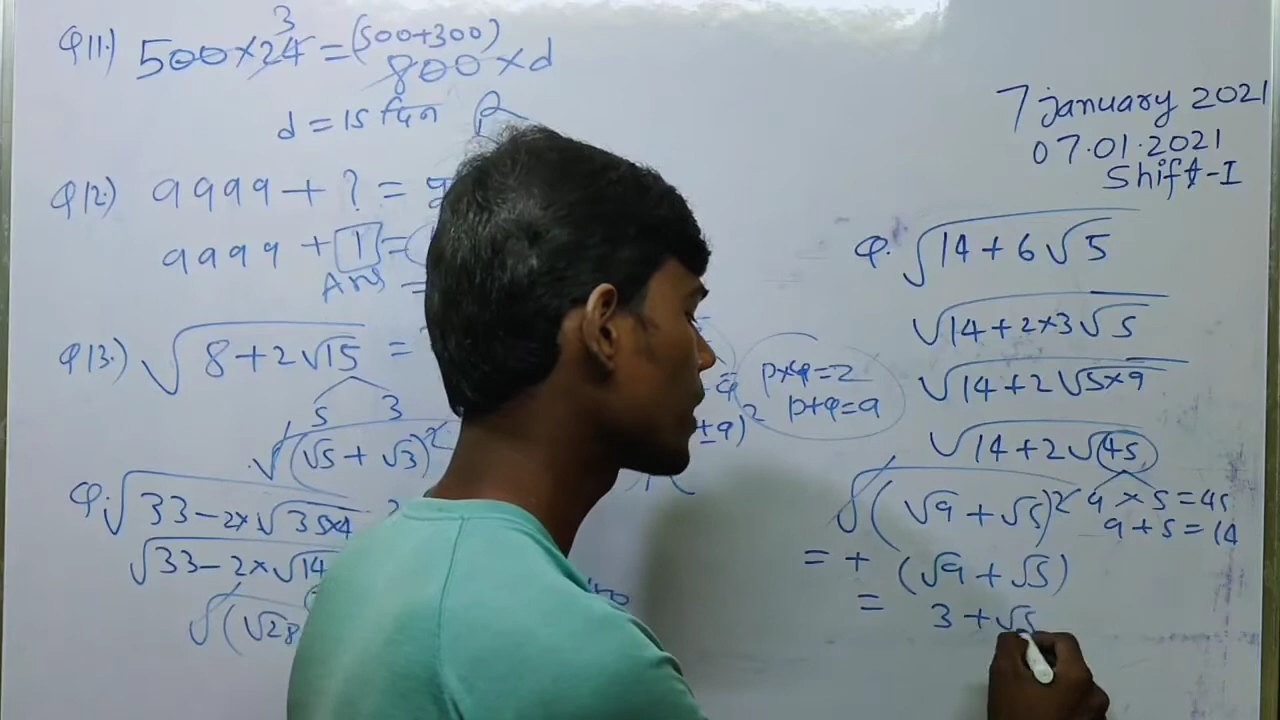 Q11.) 500×24 3 = (500+300) 800×d
d = 15 दिन
Q12.) 9999 + ? =
9999 + 1 =
Ans =
Q13.) √8+2√15 =
5 3
√(√5 + √3)²
Q. √33-2×√35×4
√33-2×√14
√(√28
p×q=2
p+q=9
7 january 2021
07.01.2021
Shift-I
Q. √14+6√5
√14+2×3√5
√14+2√5×9
√14+2√45
√(√9+√5)² 9×5=45
9+5=14
= + (√9+√5)
= 3+√5